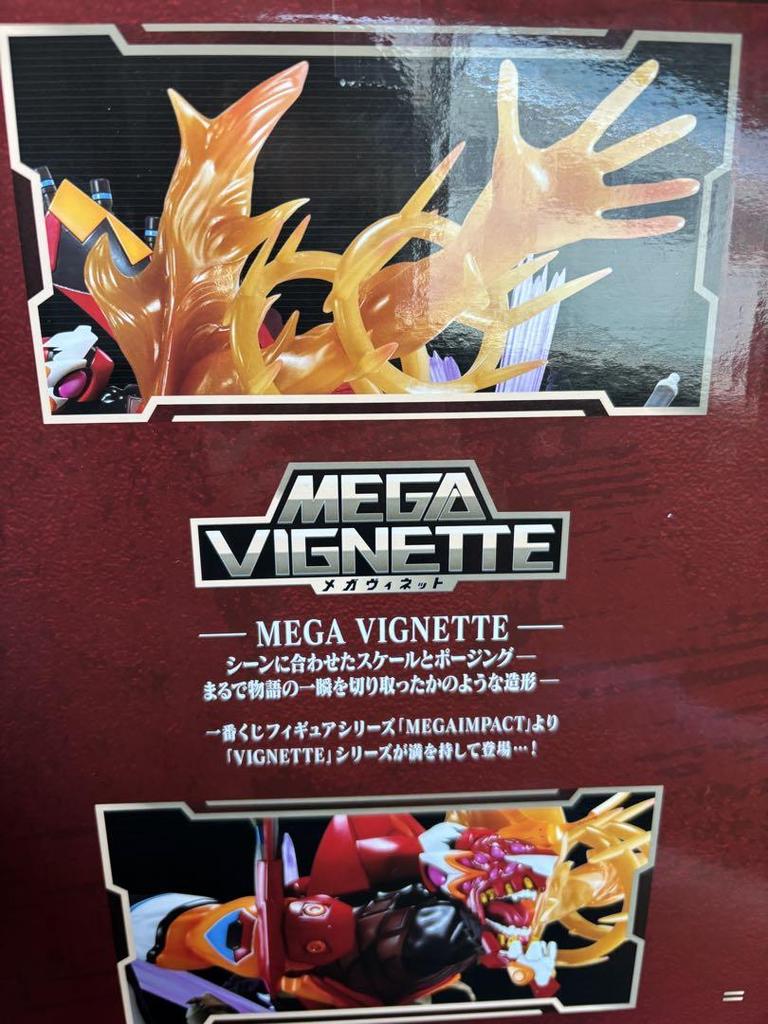 MEGA
VIGNETTE
メガヴィネット
— MEGA VIGNETTE —
シーンに合わせたスケールとポージング—
まるで物語の一瞬を切り取ったかのような造形—
一番くじフィギュアシリーズ「MEGAIMPACT」より
「VIGNETTE」シリーズが満を持して登場…！